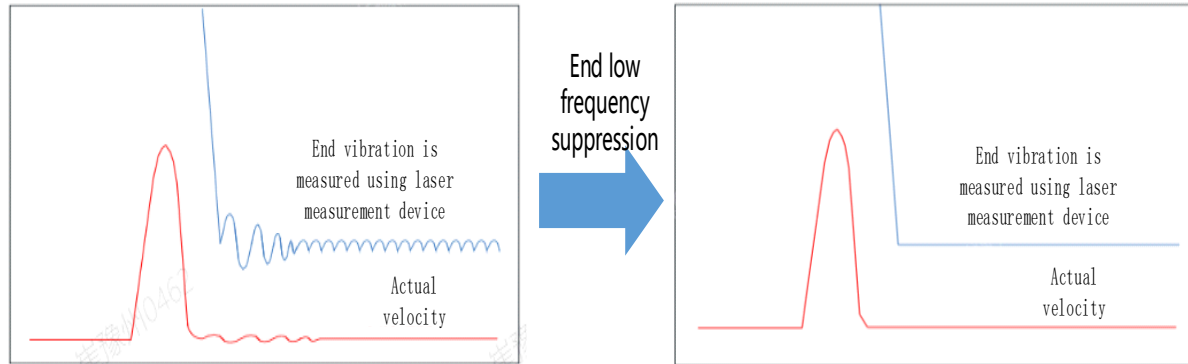 End vibration is
measured using laser
measurement device
Actual
velocity
End low
frequency
suppression
End vibration is
measured using laser
measurement device
Actual
velocity